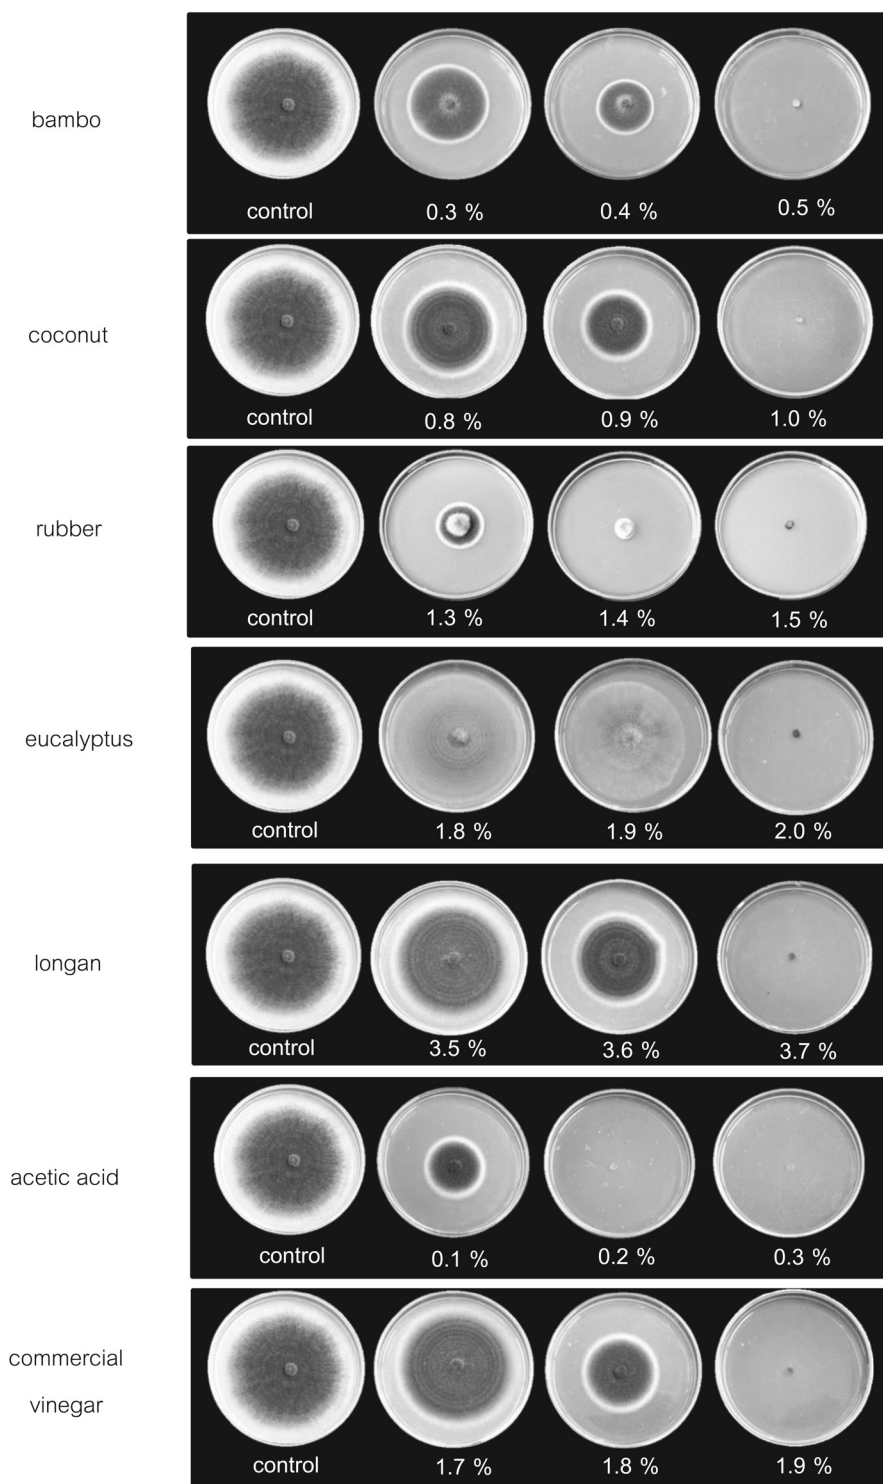 bambo
control 0.3 % 0.4 % 0.5 %
coconut
control 0.8 % 0.9 % 1.0 %
rubber
control 1.3 % 1.4 % 1.5 %
eucalyptus
control 1.8 % 1.9 % 2.0 %
longan
control 3.5 % 3.6 % 3.7 %
acetic acid
control 0.1 % 0.2 % 0.3 %
commercial
vinegar
control 1.7 % 1.8 % 1.9 %